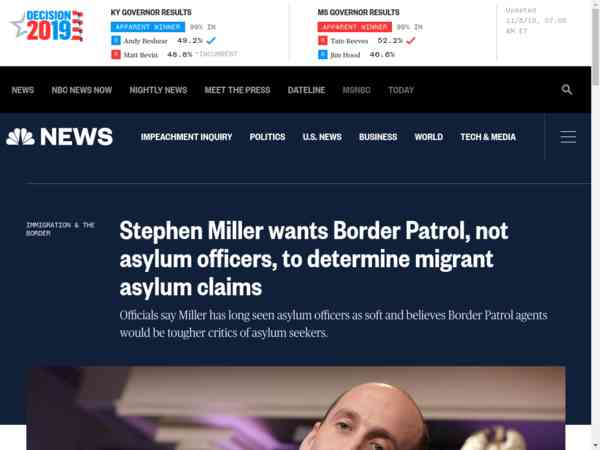 DECISION
2019
KY GOVERNOR RESULTS
APPARENT WINNER 99% IN
D Andy Beshear 49.2%
R Matt Bevin 48.8% *INCUMBENT
MS GOVERNOR RESULTS
APPARENT WINNER 99% IN
R Tate Reeves 52.2%
D Jim Hood 46.6%
Updated
AM ET
NEWS NBC NEWS NOW NIGHTLY NEWS MEET THE PRESS DATELINE MSNBC TODAY
NEWS IMPEACHMENT INQUIRY POLITICS U.S. NEWS BUSINESS WORLD TECH & MEDIA
IMMIGRATION & THE
BORDER
Stephen Miller wants Border Patrol, not
asylum officers, to determine migrant
asylum claims
Officials say Miller has long seen asylum officers as soft and believes Border Patrol agents
would be tougher critics of asylum seekers.